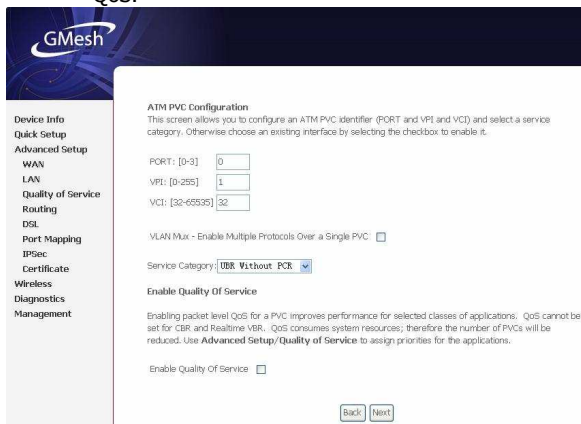 QoS.
GMesh
Device Info
Quick Setup
Advanced Setup
WAN
LAN
Quality of Service
Routing
DSL
Port Mapping
IPSec
Certificate
Wireless
Diagnostics
Management
ATM PVC Configuration
This screen allows you to configure an ATM PVC identifier (PORT and VPI and VCI) and select a service
category. Otherwise choose an existing interface by selecting the checkbox to enable it.
PORT: [0-3] 0
VPI: [0-255] 1
VCI: [32-65535] 32
VLAN Mux - Enable Multiple Protocols Over a Single PVC
Service Category: UBR Without PCR
Enable Quality Of Service
Enabling packet level QoS for a PVC improves performance for selected classes of applications. QoS cannot be
set for CBR and Realtime VBR. QoS consumes system resources; therefore the number of PVCs will be
reduced. Use Advanced Setup/Quality of Service to assign priorities for the applications.
Enable Quality Of Service
Back Next